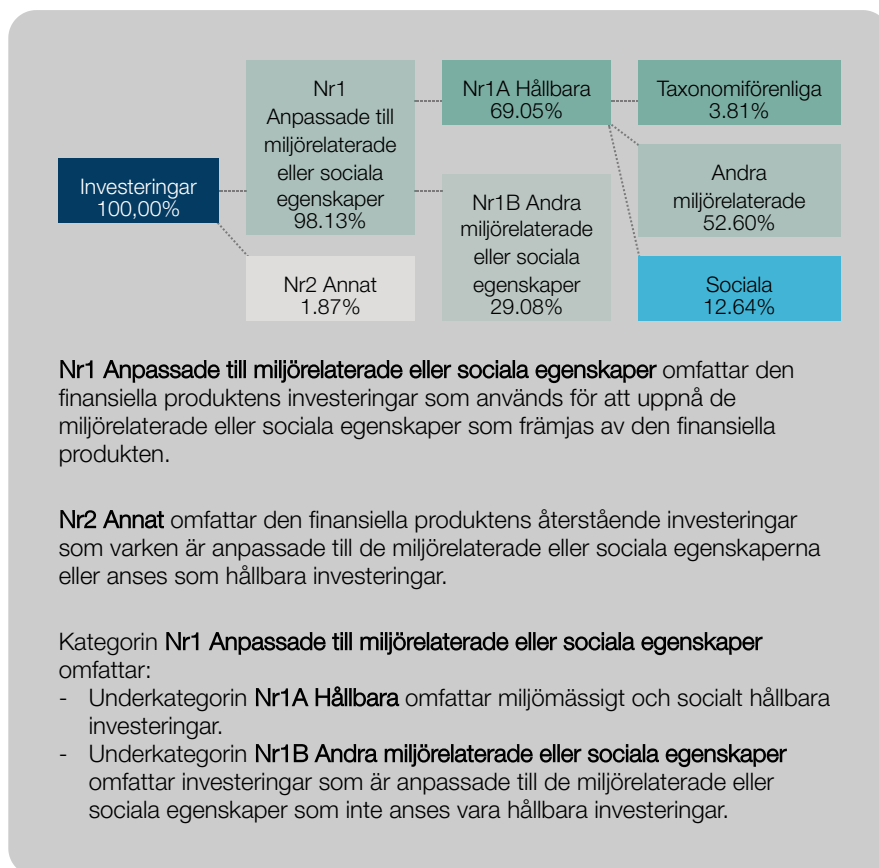 Investeringar
100,00%
Nr1
Anpassade till
miljörelaterade
eller sociala
egenskaper
98.13%
Nr2 Annat
1.87%
Nr1A Hållbara
69.05%
Nr1B Andra
miljörelaterade
eller sociala
egenskaper
29.08%
Taxonomiförenliga
3.81%
Andra
miljörelaterade
52.60%
Sociala
12.64%
Nr1 Anpassade till miljörelaterade eller sociala egenskaper omfattar den
finansiella produktens investeringar som används för att uppnå de
miljörelaterade eller sociala egenskaper som främjas av den finansiella
produkten.
Nr2 Annat omfattar den finansiella produktens återstående investeringar
som varken är anpassade till de miljörelaterade eller sociala egenskaperna
eller anses som hållbara investeringar.
Kategorin Nr1 Anpassade till miljörelaterade eller sociala egenskaper
omfattar:
- Underkategorin Nr1A Hållbara omfattar miljömässigt och socialt hållbara
investeringar.
- Underkategorin Nr1B Andra miljörelaterade eller sociala egenskaper
omfattar investeringar som är anpassade till de miljörelaterade eller
sociala egenskaper som inte anses vara hållbara investeringar.